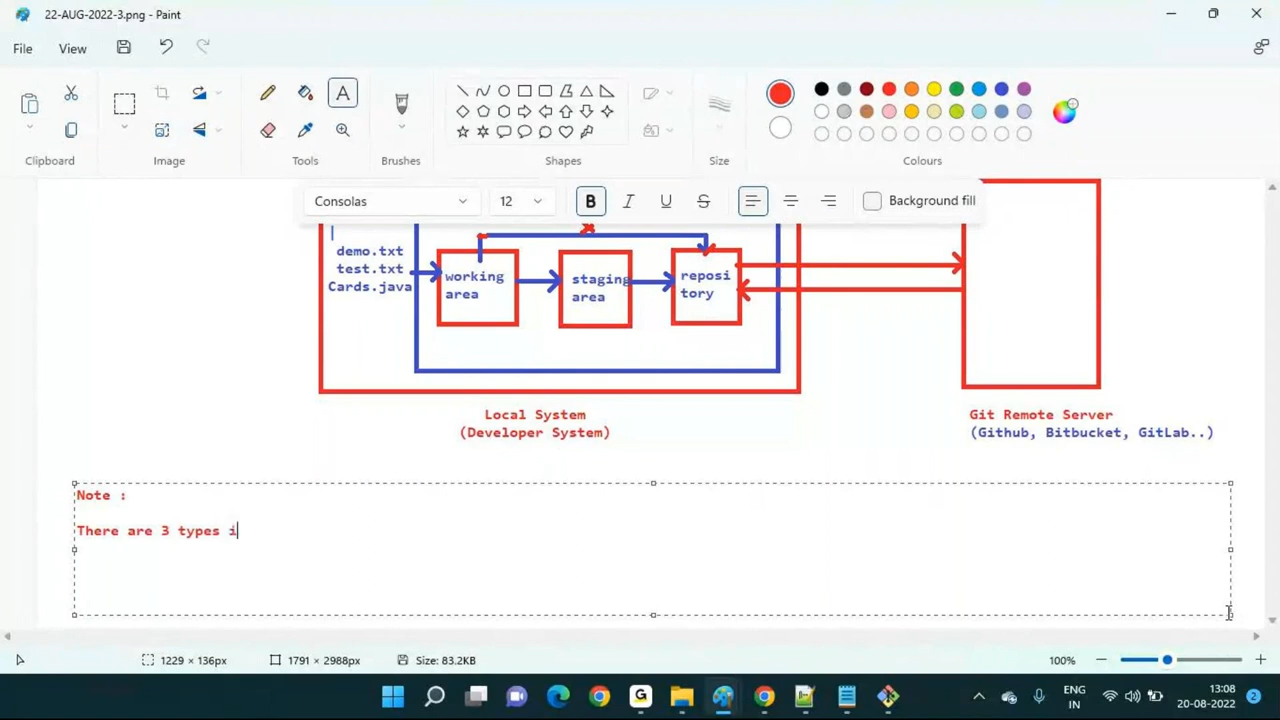 22-AUG-2022-3.png - Paint
File View
Clipboard
Image
Tools
Brushes
Shapes
Size
Colours
Consolas
12
B I U S
Background fill
demo.txt
test.txt
Cards.java
working
area
staging
area
reposi
tory
Local System
(Developer System)
Git Remote Server
(Github, Bitbucket, GitLab..)
Note :
There are 3 types i
1229 × 136px
1791 × 2988px
Size: 83.2KB
100%
ENG
IN
13:08
20-08-2022
2